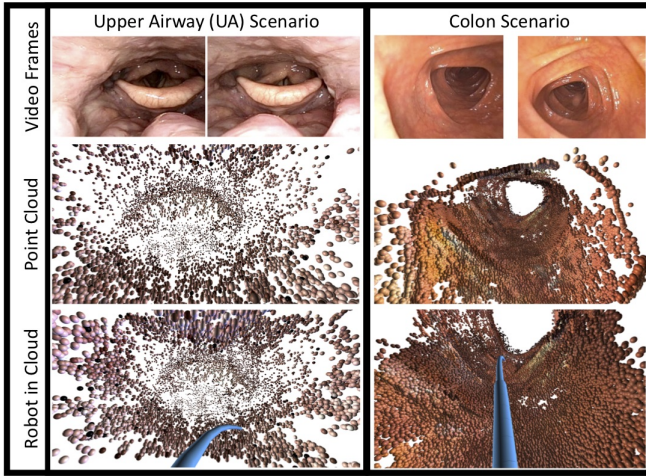 Upper Airway (UA) Scenario
Colon Scenario
Video Frames
Point Cloud
Robot in Cloud